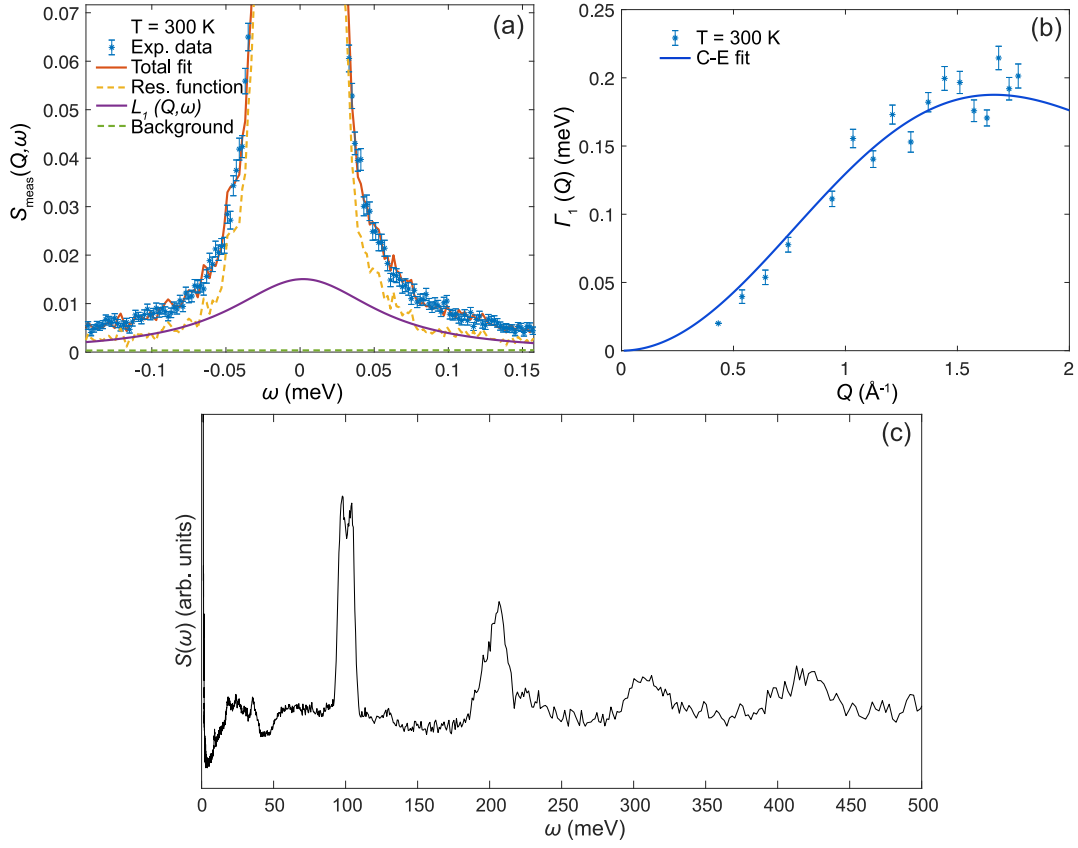 (a)
T = 300 K
Exp. data
Total fit
Res. function
L₁ (Q,ω)
Background
0.07
0.06
0.05
0.04
0.03
0.02
0.01
0
S_meas(Q,ω)
-0.1 -0.05 0 0.05 0.1 0.15
ω (meV)
(b)
T = 300 K
C-E fit
0.25
0.20
0.15
0.1
0.05
0
Γ₁ (Q) (meV)
0 0.5 1 1.5 2
Q (Å⁻¹)
(c)
S(ω) (arb. units)
0 50 100 150 200 250 300 350 400 450 500
ω (meV)